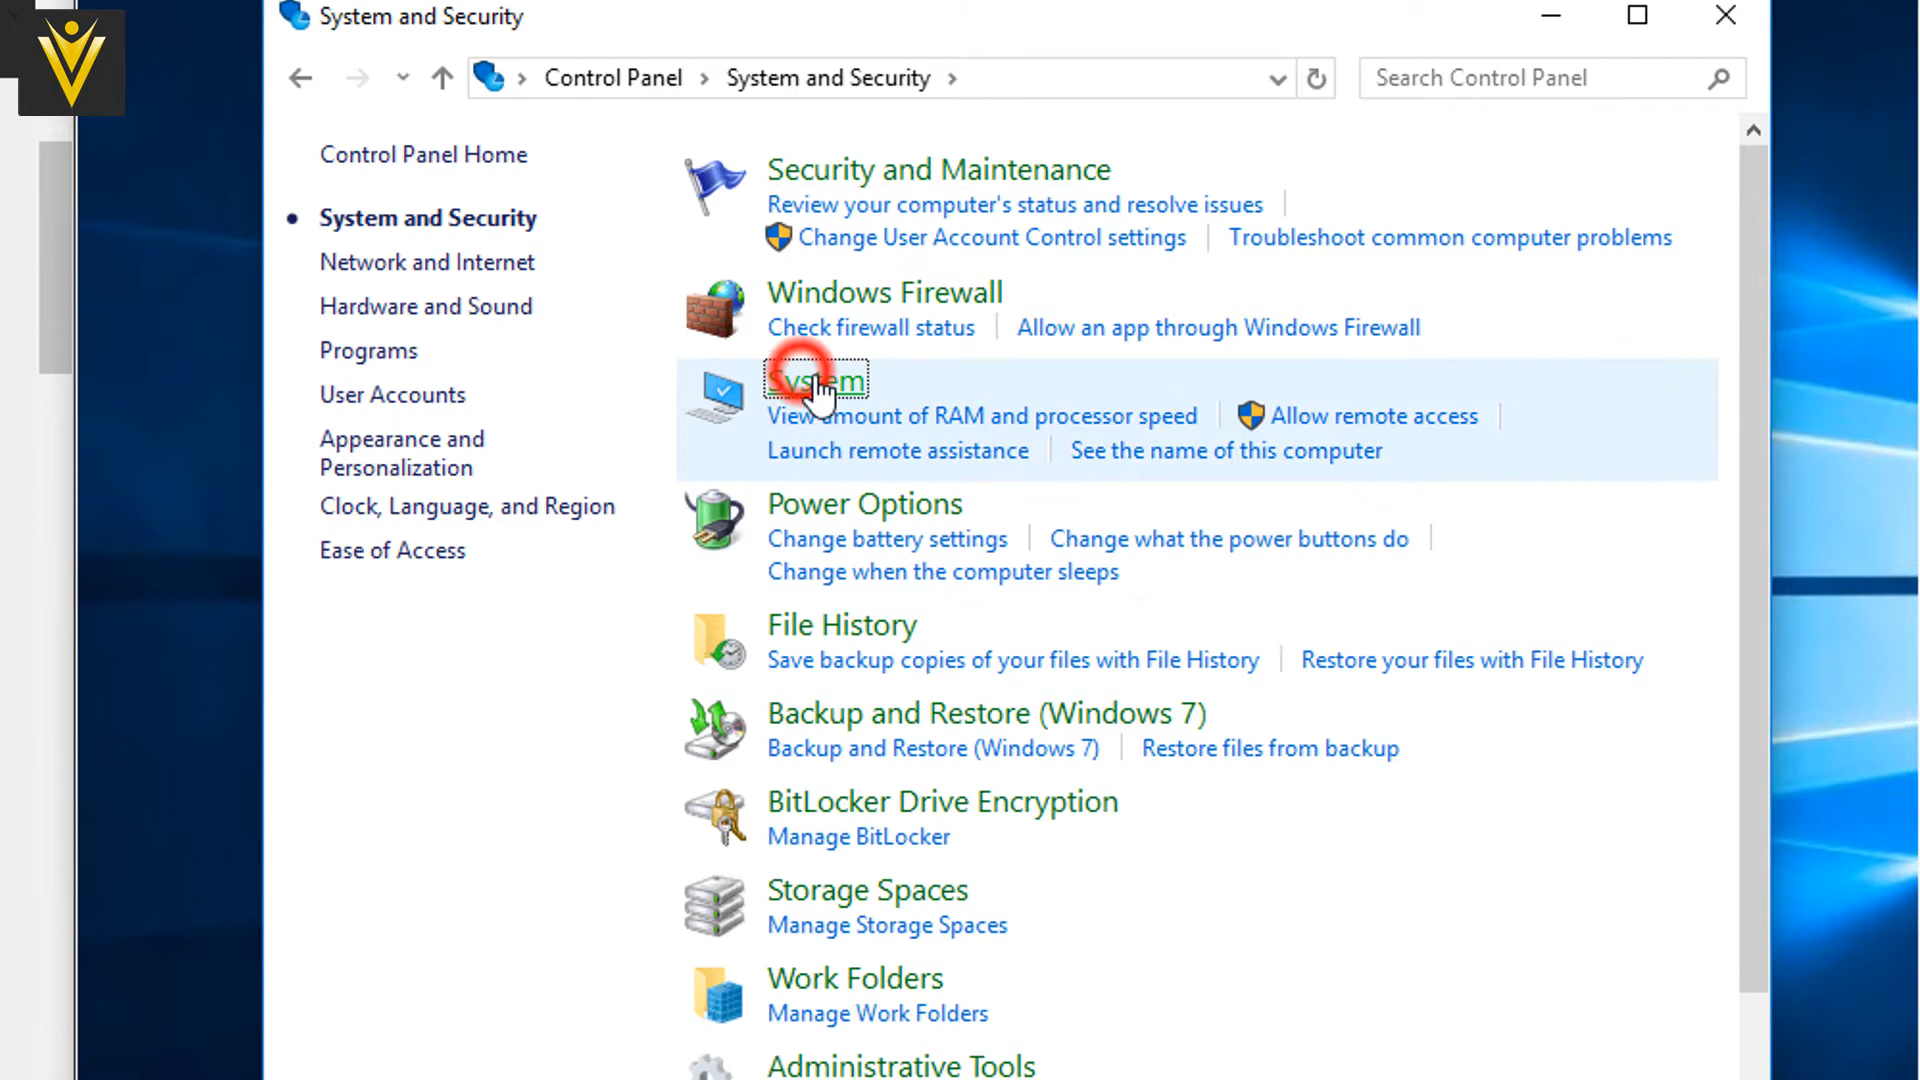 System and Security
Control Panel System and Security
Search Control Panel
Control Panel Home
System and Security
Network and Internet
Hardware and Sound
Programs
User Accounts
Appearance and
Personalization
Clock, Language, and Region
Ease of Access
Security and Maintenance
Review your computer's status and resolve issues
Change User Account Control settings Troubleshoot common computer problems
Windows Firewall
Check firewall status Allow an app through Windows Firewall
System
View amount of RAM and processor speed Allow remote access
Launch remote assistance See the name of this computer
Power Options
Change battery settings Change what the power buttons do
Change when the computer sleeps
File History
Save backup copies of your files with File History Restore your files with File History
Backup and Restore (Windows 7)
Backup and Restore (Windows 7) Restore files from backup
BitLocker Drive Encryption
Manage BitLocker
Storage Spaces
Manage Storage Spaces
Work Folders
Manage Work Folders
Administrative Tools